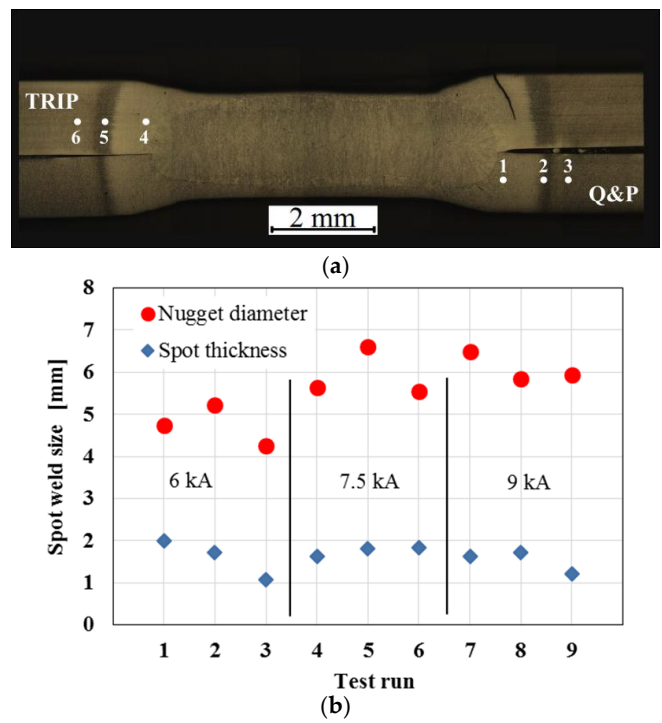 TRIP
6 5 4
1 2 3
Q&P
2 mm
(a)
8
7
6
5
4
3
2
1
0
Spot weld size [mm]
Nugget diameter
Spot thickness
6 kA
7.5 kA
9 kA
1 2 3 4 5 6 7 8 9
Test run
(b)